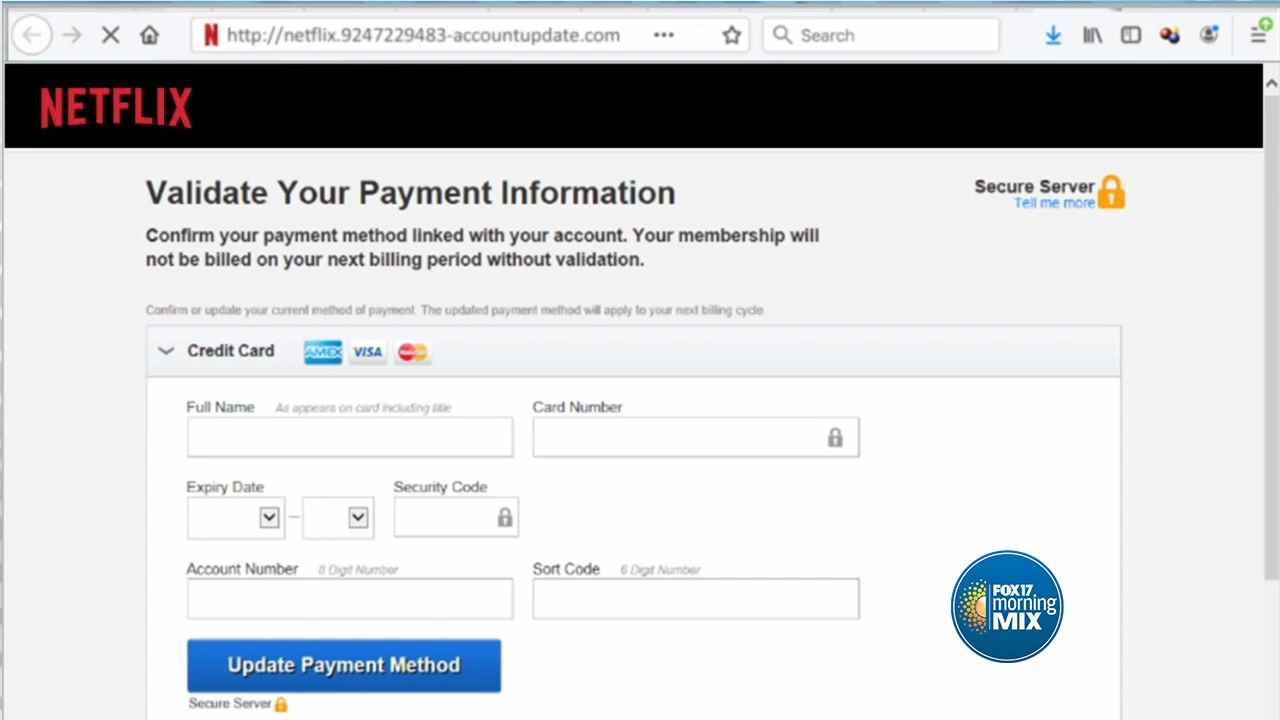 http://netflix.9247229483-accountupdate.com
Search
NETFLIX
Validate Your Payment Information
Secure Server
Tell me more
Confirm your payment method linked with your account. Your membership will
not be billed on your next billing period without validation.
Confirm or update your current method of payment. The updated payment method will apply to your next billing cycle.
Credit Card
AMEX
VISA
MasterCard
Full Name As appears on card including title
Card Number
Expiry Date
Security Code
Account Number 8 Digit Number
Sort Code 6 Digit Number
FOX17
morning
MIX
Update Payment Method
Secure Server